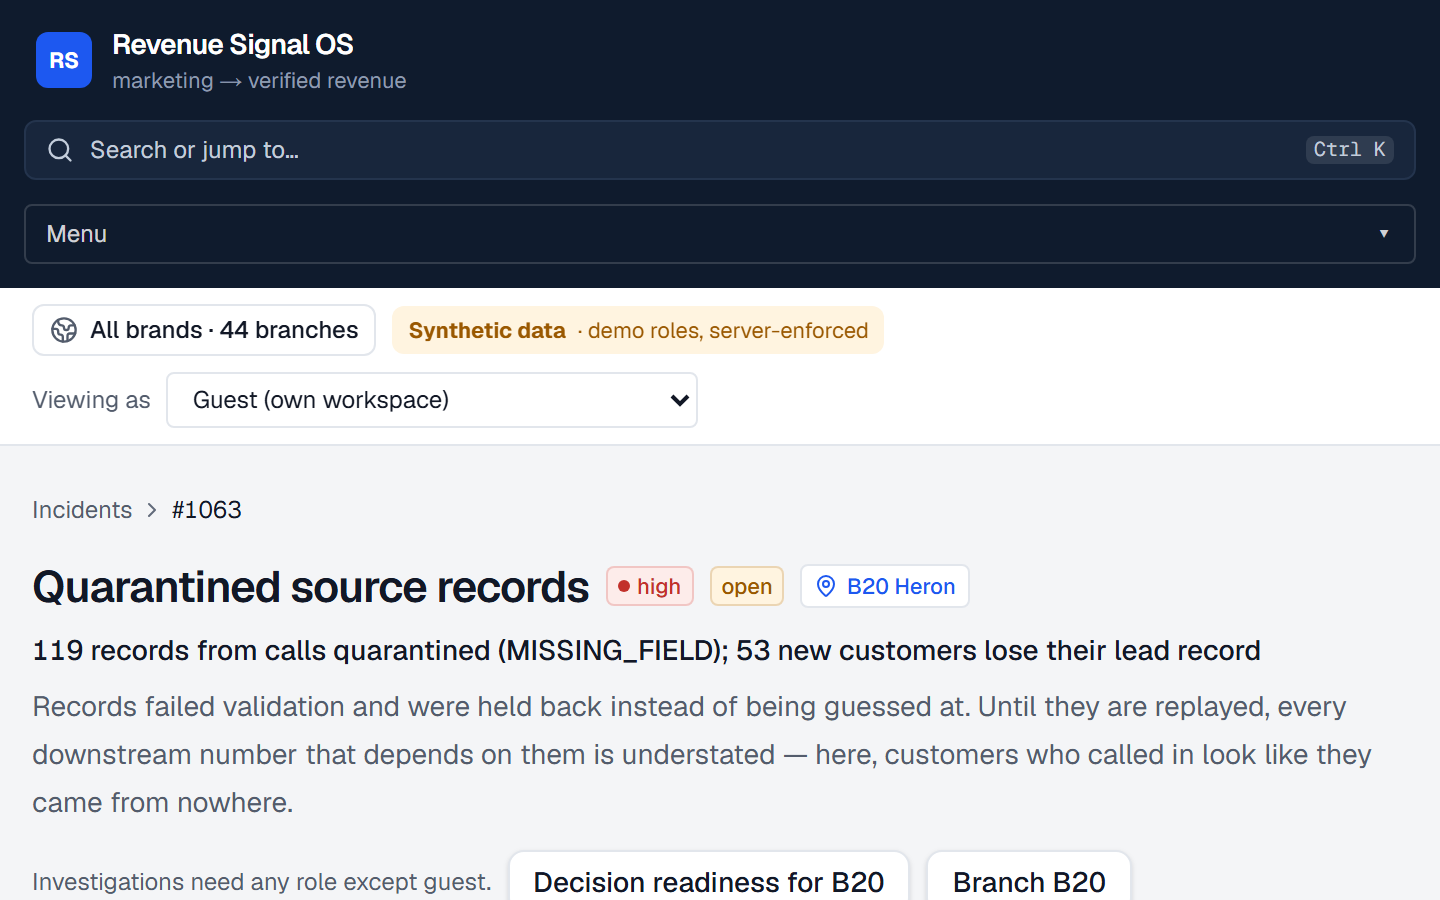 RS
Revenue Signal OS
marketing → verified revenue
Search or jump to...
Ctrl K
Menu
All brands · 44 branches
Synthetic data · demo roles, server-enforced
Viewing as
Guest (own workspace)
Incidents > #1063
Quarantined source records
high
open
B20 Heron
119 records from calls quarantined (MISSING_FIELD); 53 new customers lose their lead record
Records failed validation and were held back instead of being guessed at. Until they are replayed, every
downstream number that depends on them is understated — here, customers who called in look like they
came from nowhere.
Investigations need any role except guest.
Decision readiness for B20
Branch B20